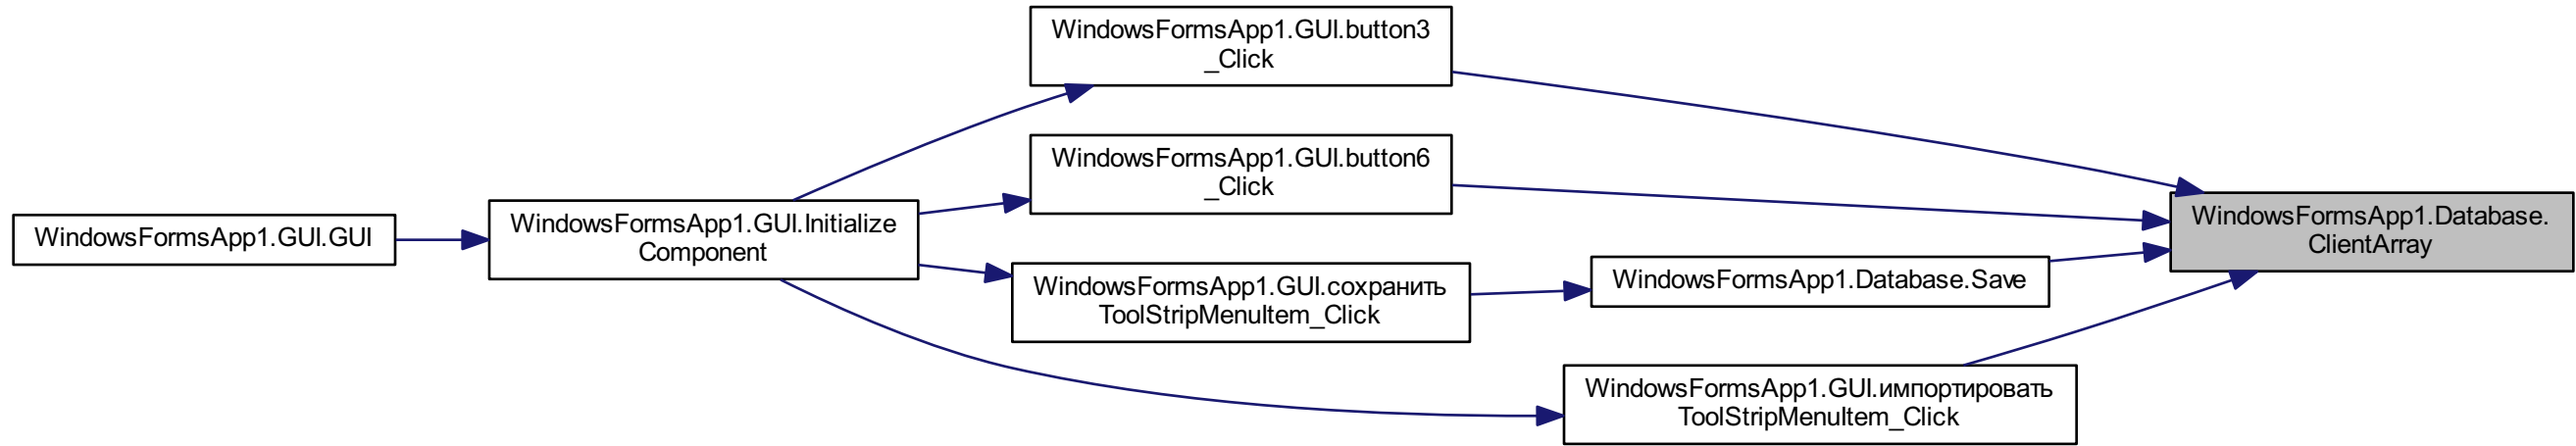 WindowsFormsApp1.GUI.button3
_Click
WindowsFormsApp1.GUI.button6
_Click
WindowsFormsApp1.Database.
ClientArray
WindowsFormsApp1.GUI.GUI
WindowsFormsApp1.GUI.Initialize
Component
WindowsFormsApp1.GUI.сохранить
ToolStripMenuItem_Click
WindowsFormsApp1.Database.Save
WindowsFormsApp1.GUI.импортировать
ToolStripMenuItem_Click